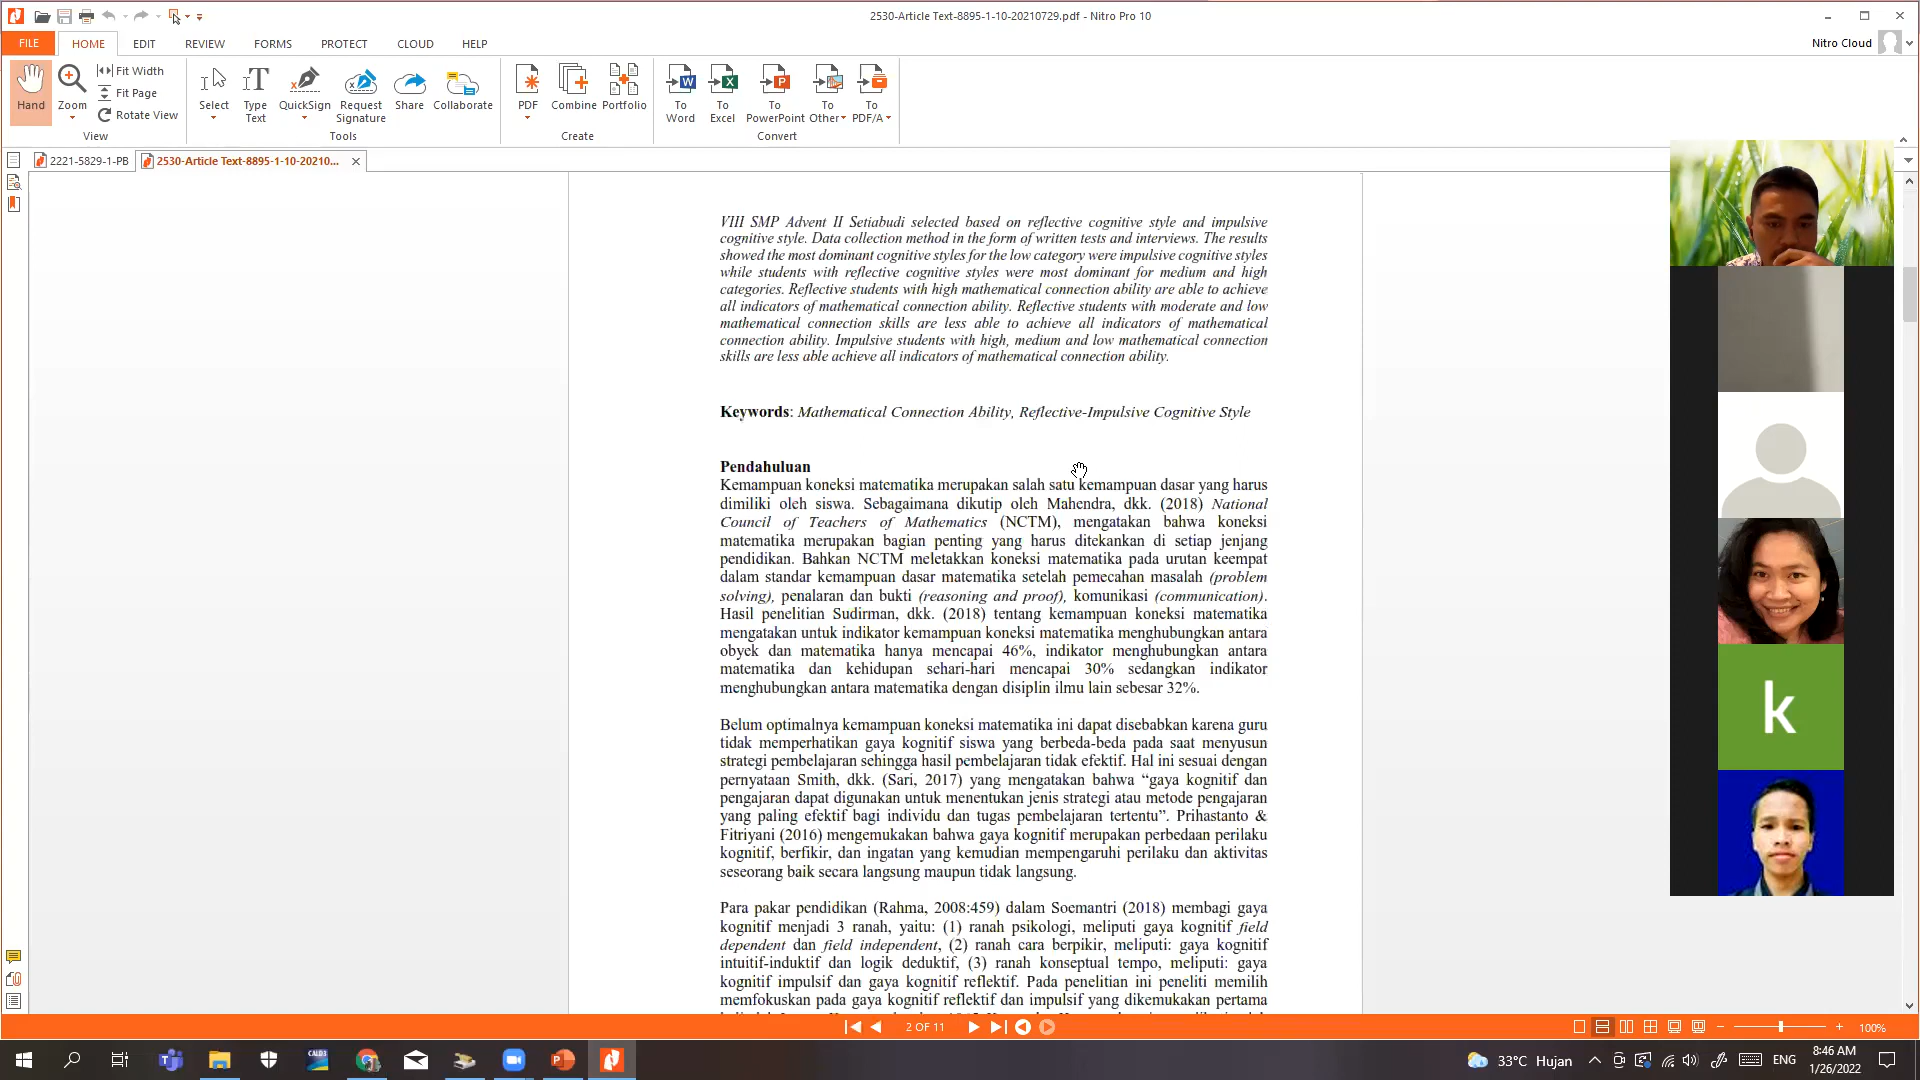 2530-Article Text-8895-1-10-20210729.pdf - Nitro Pro 10
FILE HOME EDIT REVIEW FORMS PROTECT CLOUD HELP
Nitro Cloud
Hand
Zoom
Fit Width
Fit Page
Rotate View
View
Select
Type Text
QuickSign
Request Signature
Share
Collaborate
Tools
PDF
Combine
Portfolio
Create
To Word
To Excel
To PowerPoint
To Other
To PDF/A
Convert
2221-5829-1-PB
2530-Article Text-8895-1-10-20210...
VIII SMP Advent II Setiabudi selected based on reflective cognitive style and impulsive
cognitive style. Data collection method in the form of written tests and interviews. The results
showed the most dominant cognitive styles for the low category were impulsive cognitive styles
while students with reflective cognitive styles were most dominant for medium and high
categories. Reflective students with high mathematical connection ability are able to achieve
all indicators of mathematical connection ability. Reflective students with moderate and low
mathematical connection skills are less able to achieve all indicators of mathematical
connection ability. Impulsive students with high, medium and low mathematical connection
skills are less able achieve all indicators of mathematical connection ability.
Keywords: Mathematical Connection Ability, Reflective-Impulsive Cognitive Style
Pendahuluan
Kemampuan koneksi matematika merupakan salah satu kemampuan dasar yang harus
dimiliki oleh siswa. Sebagaimana dikutip oleh Mahendra, dkk. (2018) National
Council of Teachers of Mathematics (NCTM), mengatakan bahwa koneksi
matematika merupakan bagian penting yang harus ditekankan di setiap jenjang
pendidikan. Bahkan NCTM meletakkan koneksi matematika pada urutan keempat
dalam standar kemampuan dasar matematika setelah pemecahan masalah (problem
solving), penalaran dan bukti (reasoning and proof), komunikasi (communication).
Hasil penelitian Sudirman, dkk. (2018) tentang kemampuan koneksi matematika
mengatakan untuk indikator kemampuan koneksi matematika menghubungkan antara
obyek dan matematika hanya mencapai 46%, indikator menghubungkan antara
matematika dan kehidupan sehari-hari mencapai 30% sedangkan indikator
menghubungkan antara matematika dengan disiplin ilmu lain sebesar 32%.
Belum optimalnya kemampuan koneksi matematika ini dapat disebabkan karena guru
tidak memperhatikan gaya kognitif siswa yang berbeda-beda pada saat menyusun
strategi pembelajaran sehingga hasil pembelajaran tidak efektif. Hal ini sesuai dengan
pernyataan Smith, dkk. (Sari, 2017) yang mengatakan bahwa “gaya kognitif dan
pengajaran dapat digunakan untuk menentukan jenis strategi atau metode pengajaran
yang paling efektif bagi individu dan tugas pembelajaran tertentu”. Prihastanto &
Fitriyani (2016) mengemukakan bahwa gaya kognitif merupakan perbedaan perilaku
kognitif, berfikir, dan ingatan yang kemudian mempengaruhi perilaku dan aktivitas
seseorang baik secara langsung maupun tidak langsung.
Para pakar pendidikan (Rahma, 2008:459) dalam Soemantri (2018) membagi gaya
kognitif menjadi 3 ranah, yaitu: (1) ranah psikologi, meliputi gaya kognitif field
dependent dan field independent, (2) ranah cara berpikir, meliputi: gaya kognitif
intuitif-induktif dan logik deduktif, (3) ranah konseptual tempo, meliputi: gaya
kognitif impulsif dan gaya kognitif reflektif. Pada penelitian ini peneliti memilih
memfokuskan pada gaya kognitif reflektif dan impulsif yang dikemukakan pertama
k
2 OF 11
100%
CALD3
33°C Hujan
ENG
8:46 AM
1/26/2022